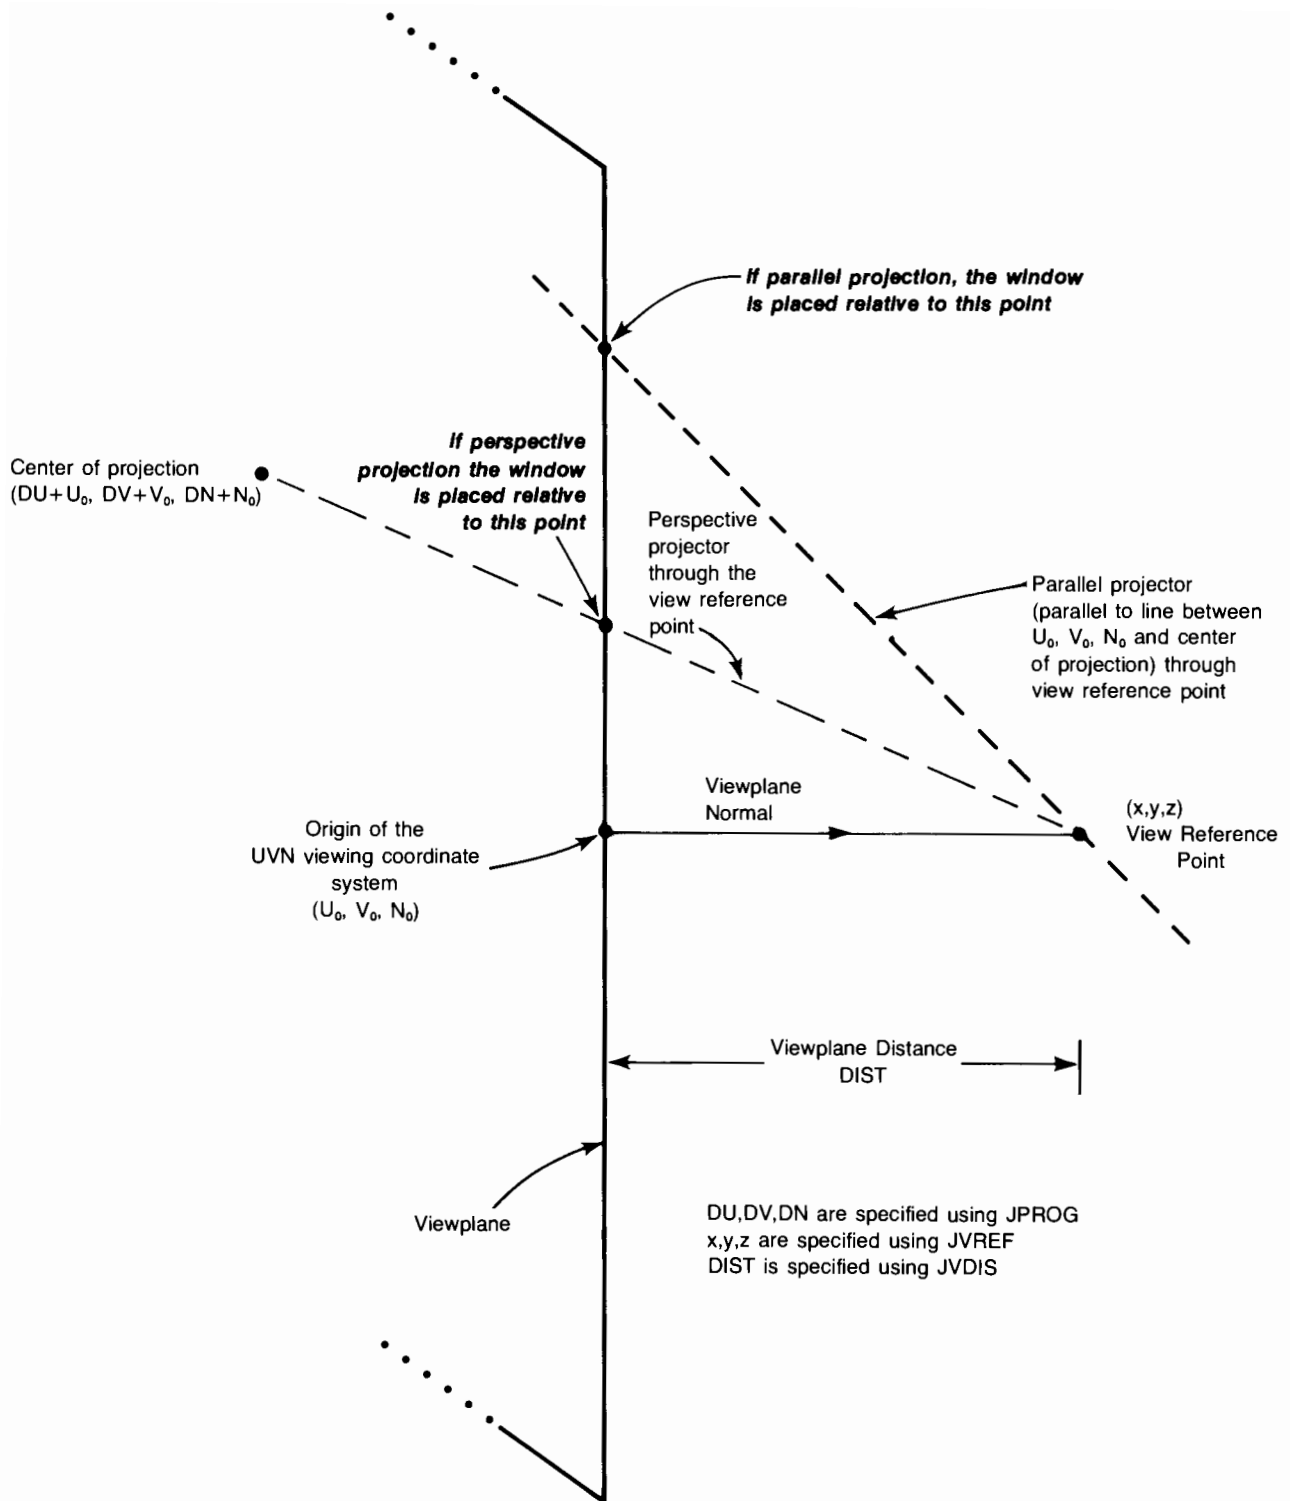 If parallel projection, the window
is placed relative to this point
If perspective
projection the window
is placed relative
to this point
Center of projection
(DU+U₀, DV+V₀, DN+N₀)
Perspective
projector
through the
view reference
point
Parallel projector
(parallel to line between
U₀, V₀, N₀ and center
of projection) through
view reference point
Viewplane
Normal
(x,y,z)
View Reference
Point
Origin of the
UVN viewing coordinate
system
(U₀, V₀, N₀)
Viewplane Distance
DIST
Viewplane
DU,DV,DN are specified using JPROG
x,y,z are specified using JVREF
DIST is specified using JVDIS